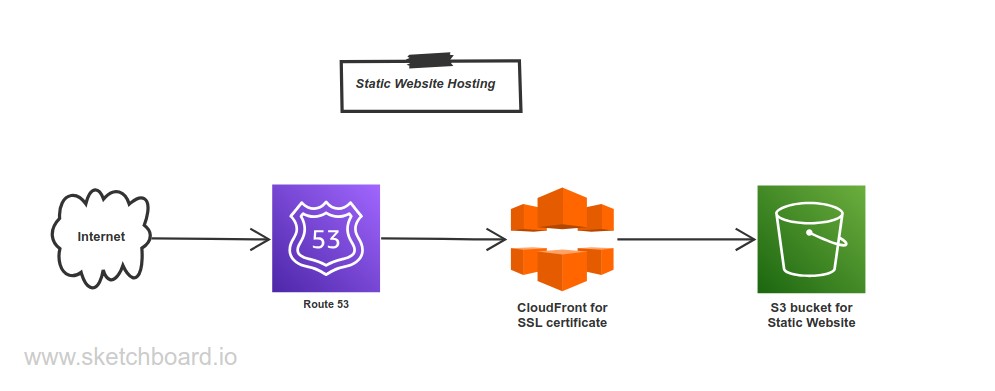 Static Website Hosting
Internet
53
Route 53
CloudFront for
SSL certificate
S3 bucket for
Static Website
www.sketchboard.io